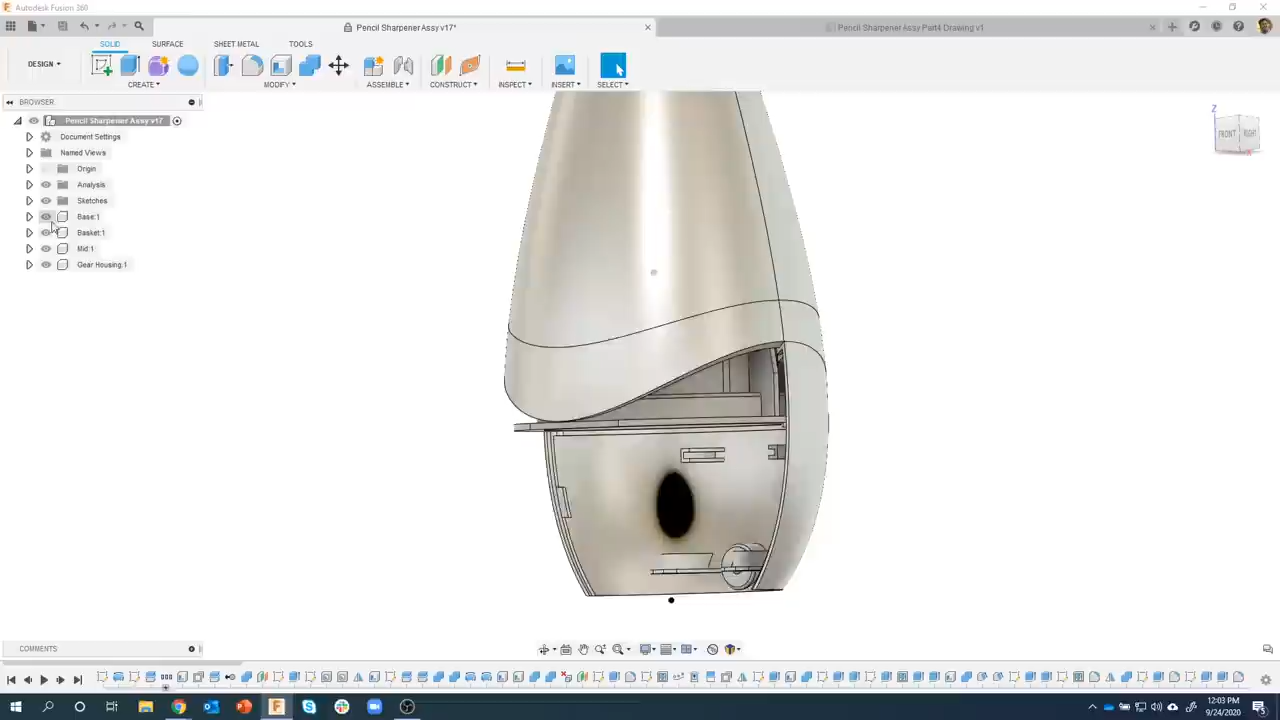 Autodesk Fusion 360
Pencil Sharpener Assy v17*
Pencil Sharpener Assy Part4 Drawing v1
SOLID SURFACE SHEET METAL TOOLS
DESIGN
CREATE MODIFY ASSEMBLE CONSTRUCT INSPECT INSERT SELECT
BROWSER
Pencil Sharpener Assy v17
Document Settings
Named Views
Origin
Analysis
Sketches
Base:1
Basket:1
Mid:1
Gear Housing:1
Z
FRONT RIGHT
COMMENTS
12:03 PM
9/24/2020